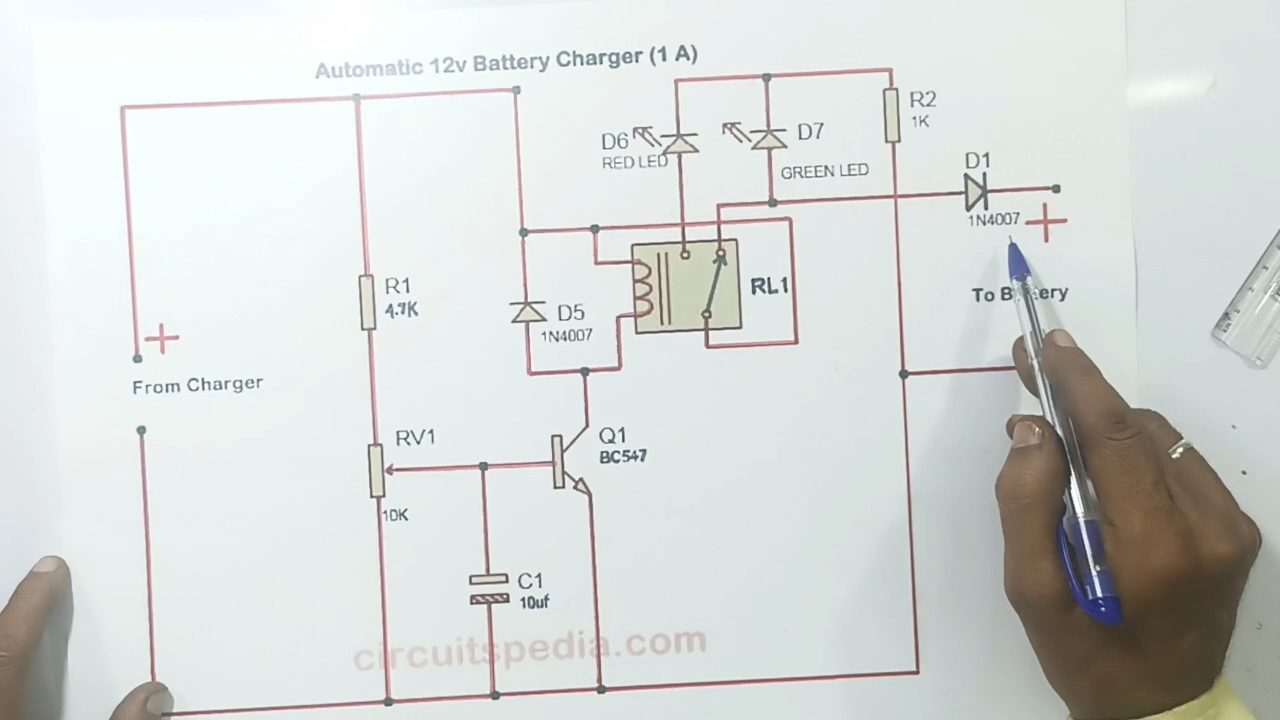 Automatic 12v Battery Charger (1 A)
R2
1K
D6
RED LED
D7
GREEN LED
D1
1N4007
+
R1
4.7K
D5
1N4007
RL1
To
+
From Charger
RV1
10K
Q1
BC547
C1
10uf
circuitspedia.com